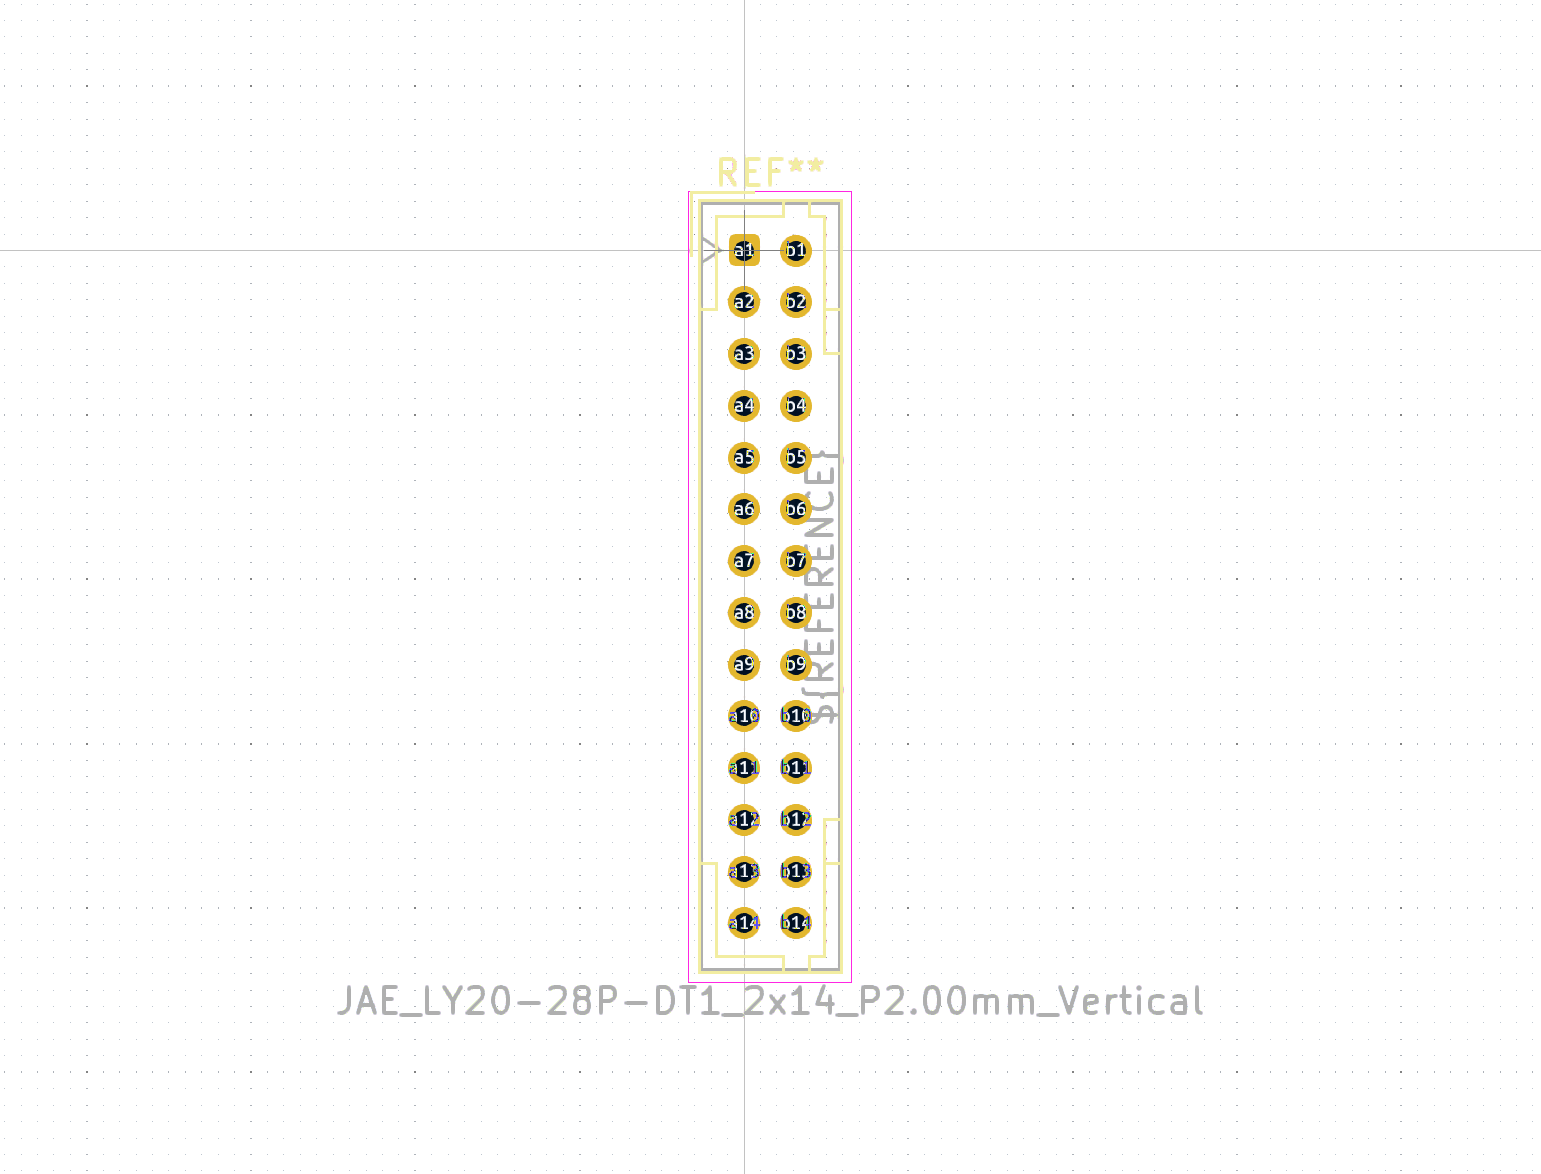 REF**
a1 b1
a2 b2
a3 b3
a4 b4
a5 b5
a6 b6
a7 b7
a8 b8
a9 b9
a10 b10
a11 b11
a12 b12
a13 b13
a14 b14
${REFERENCE}
JAE_LY20-28P-DT1_2x14_P2.00mm_Vertical